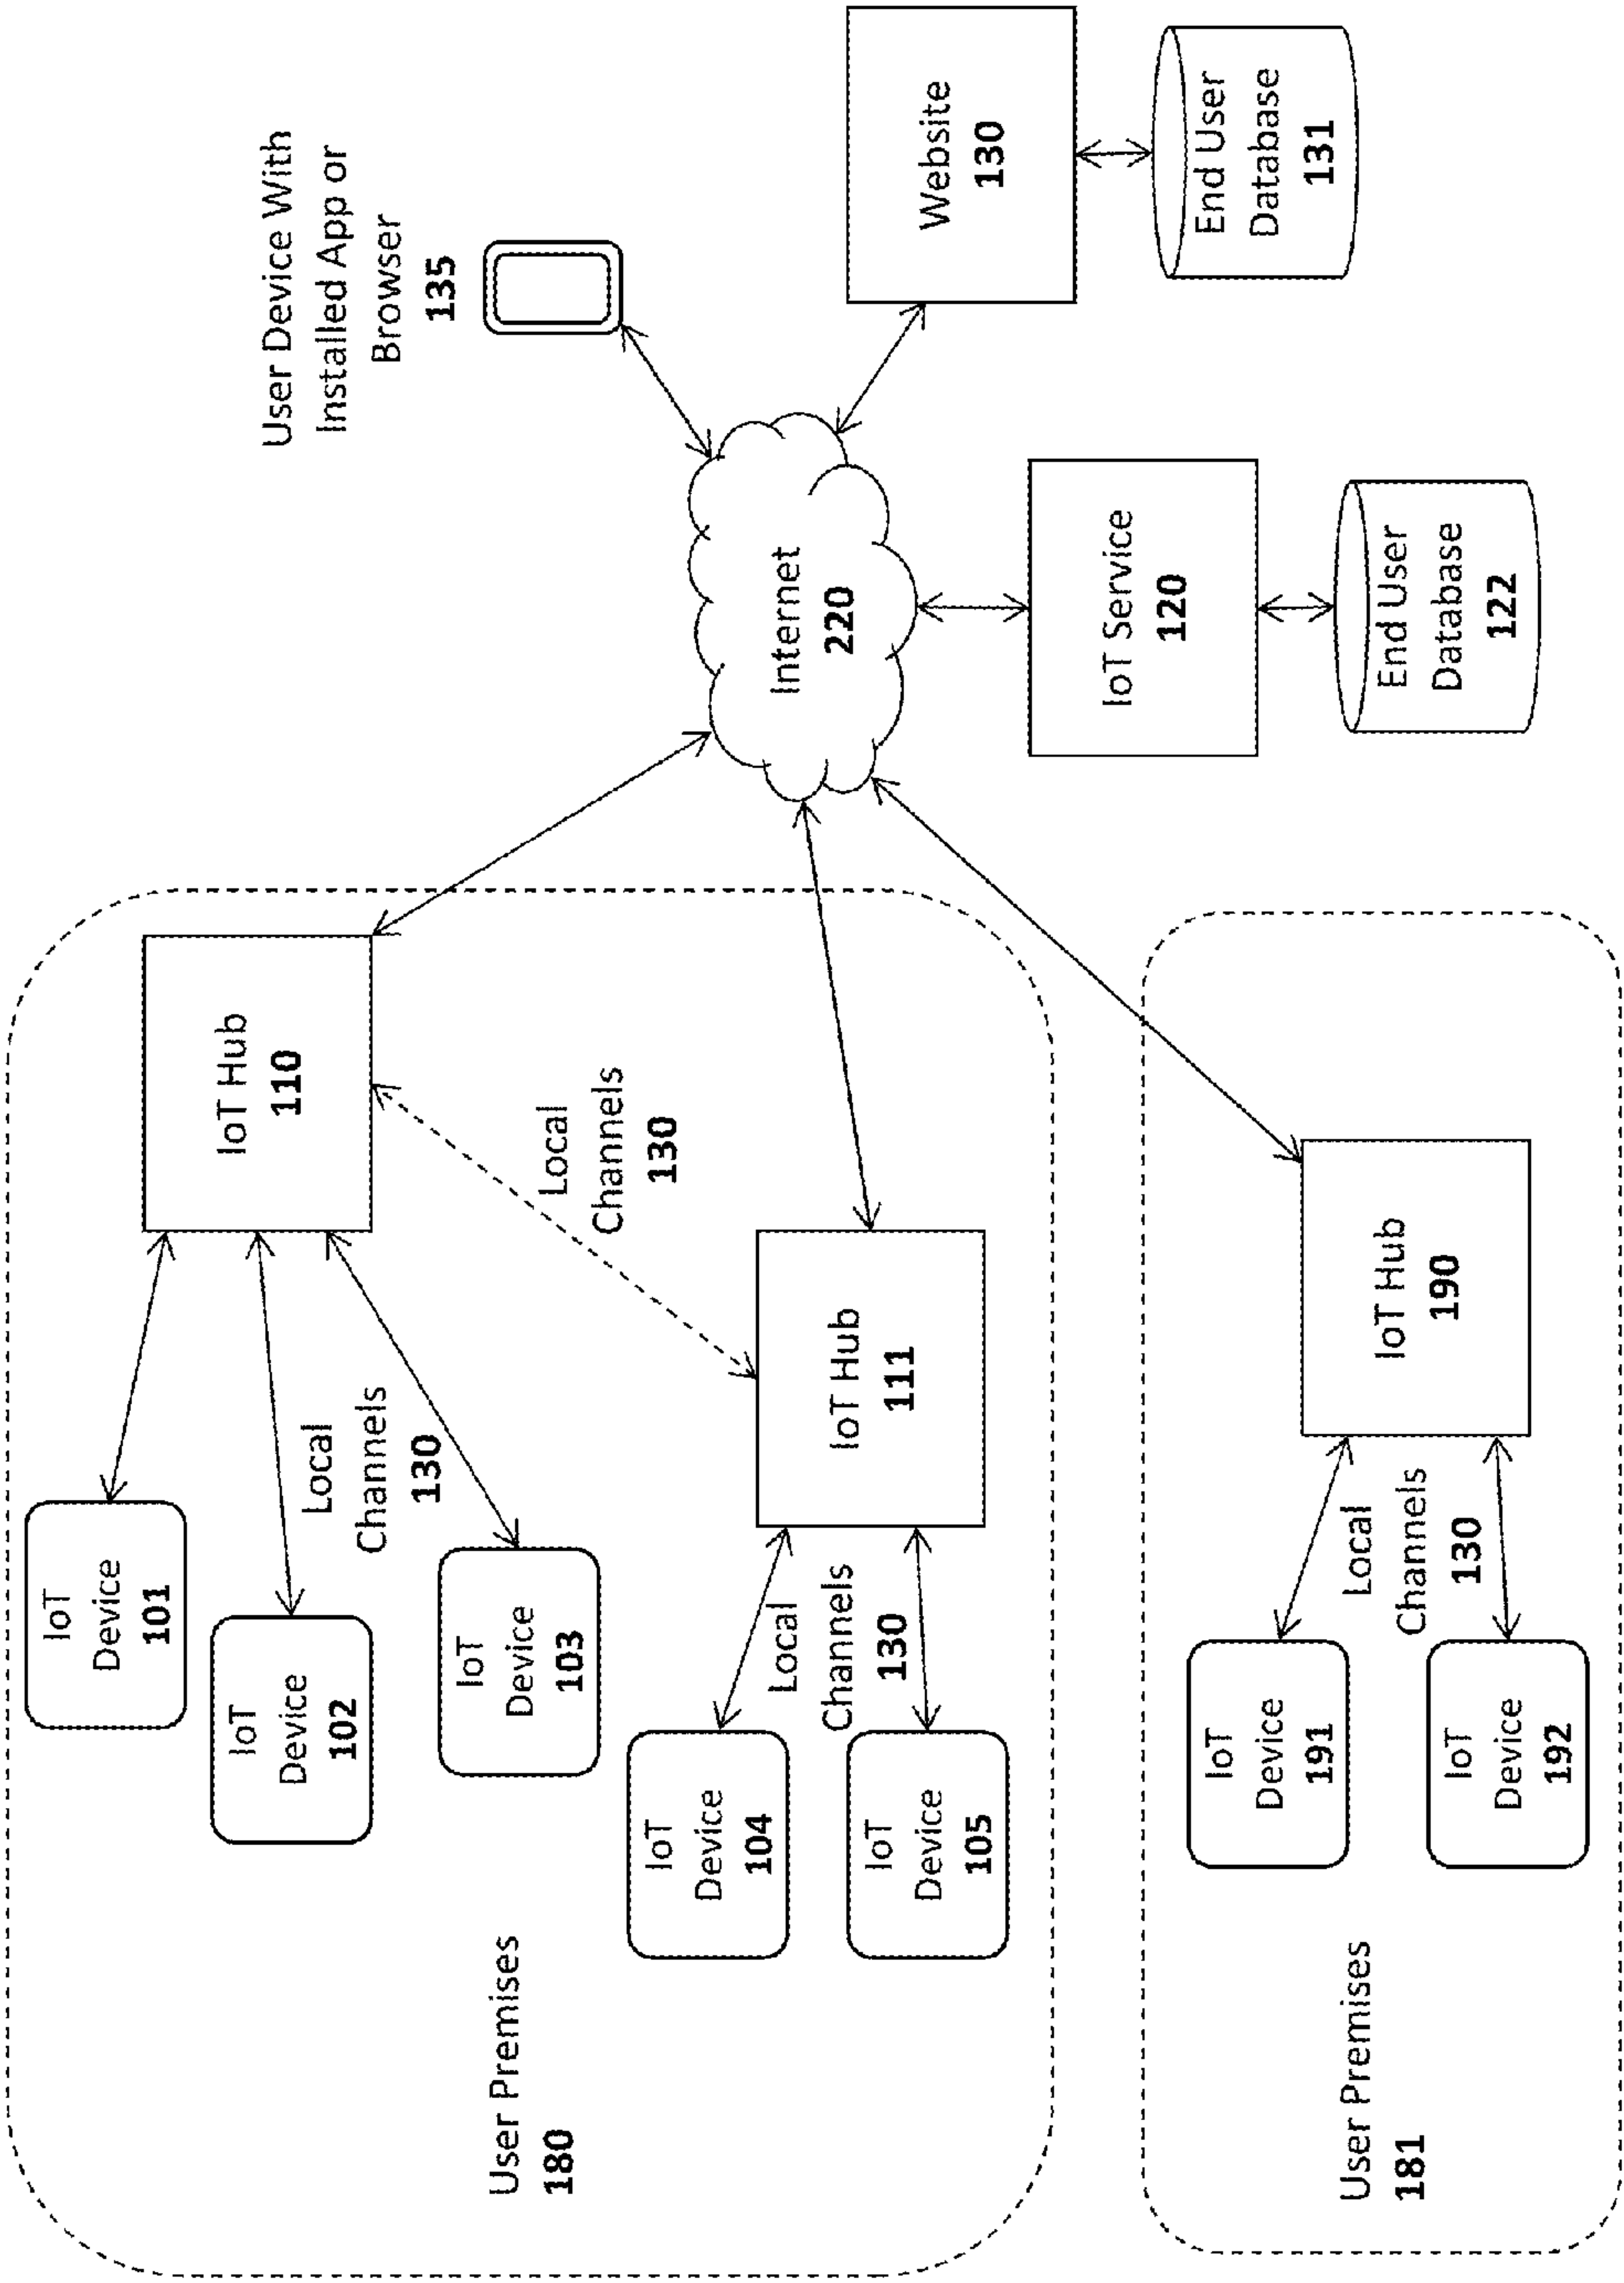 IoT
Device
101
IoT
Device
102
IoT
Device
103
Local
Channels
130
IoT Hub
110
User Device With
Installed App or
Browser
135
Local
Channels
130
User Premises
180
IoT
Device
104
IoT
Device
105
Local
Channels
130
IoT Hub
111
Internet
220
Website
130
End User
Database
131
IoT Service
120
End User
Database
122
User Premises
181
IoT
Device
191
IoT
Device
192
Local
Channels
130
IoT Hub
190